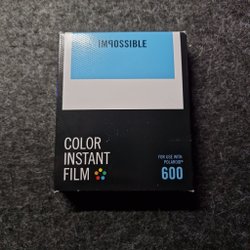 IMPOSSIBLE
COLOR
INSTANT
FILM
FOR USE WITH
POLAROID®
600